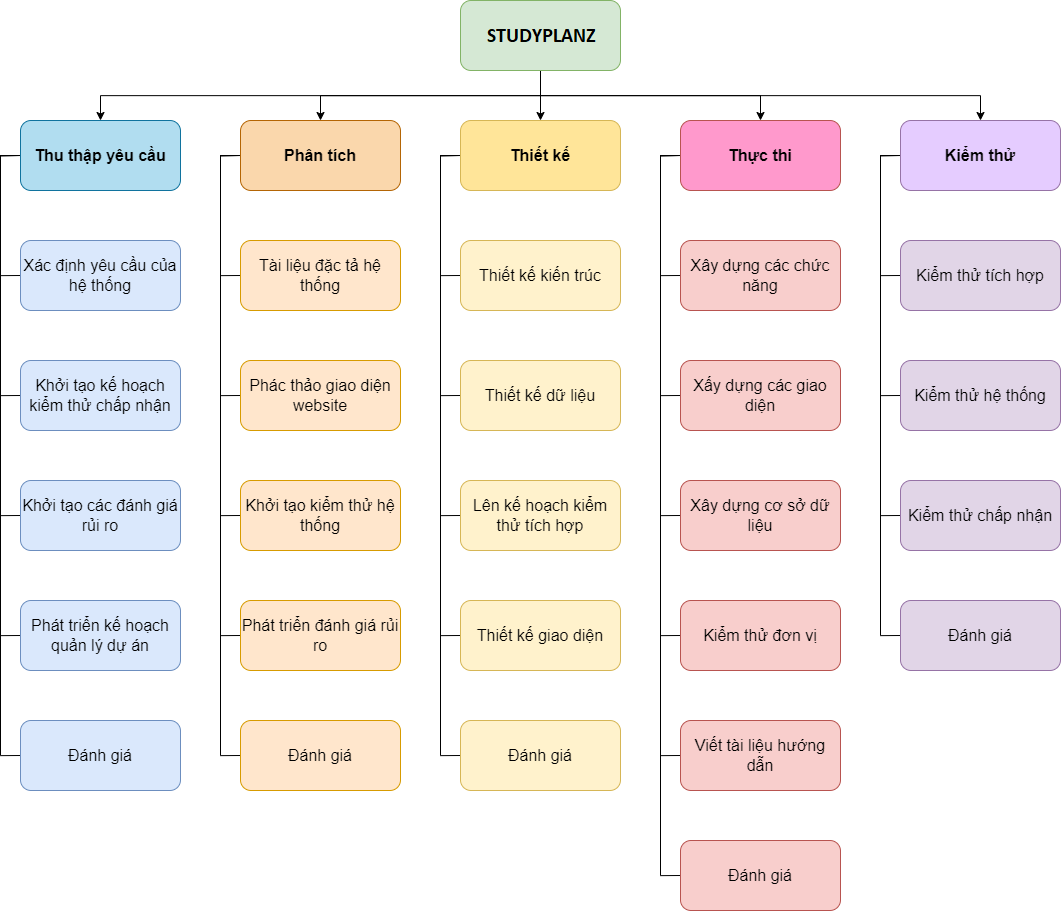 STUDYPLANZ
Thu thập yêu cầu
Xác định yêu cầu của
hệ thống
Khởi tạo kế hoạch
kiểm thử chấp nhận
Khởi tạo các đánh giá
rủi ro
Phát triển kế hoạch
quản lý dự án
Đánh giá
Phân tích
Tài liệu đặc tả hệ
thống
Phác thảo giao diện
website
Khởi tạo kiểm thử hệ
thống
Phát triển đánh giá rủi
ro
Đánh giá
Thiết kế
Thiết kế kiến trúc
Thiết kế dữ liệu
Lên kế hoạch kiểm
thử tích hợp
Thiết kế giao diện
Đánh giá
Thực thi
Xây dựng các chức
năng
Xấy dựng các giao
diện
Xây dựng cơ sở dữ
liệu
Kiểm thử đơn vị
Viết tài liệu hướng
dẫn
Đánh giá
Kiểm thử
Kiểm thử tích hợp
Kiểm thử hệ thống
Kiểm thử chấp nhận
Đánh giá